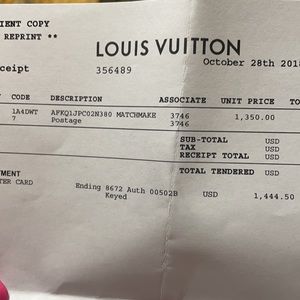 IENT COPY
REPRINT **
LOUIS VUITTON
ceipt
356489
October 28th 201
CODE DESCRIPTION ASSOCIATE UNIT PRICE TO
1A4DWT AFKQ1JPC02N380 MATCHMAKE 3746 1,350.00
7 Postage 3746
SUB-TOTAL USD
TAX USD
RECEIPT TOTAL USD
TOTAL TENDERED USD
YMENT
TER CARD Ending 8672 Auth 00502B USD 1,444.50
Keyed